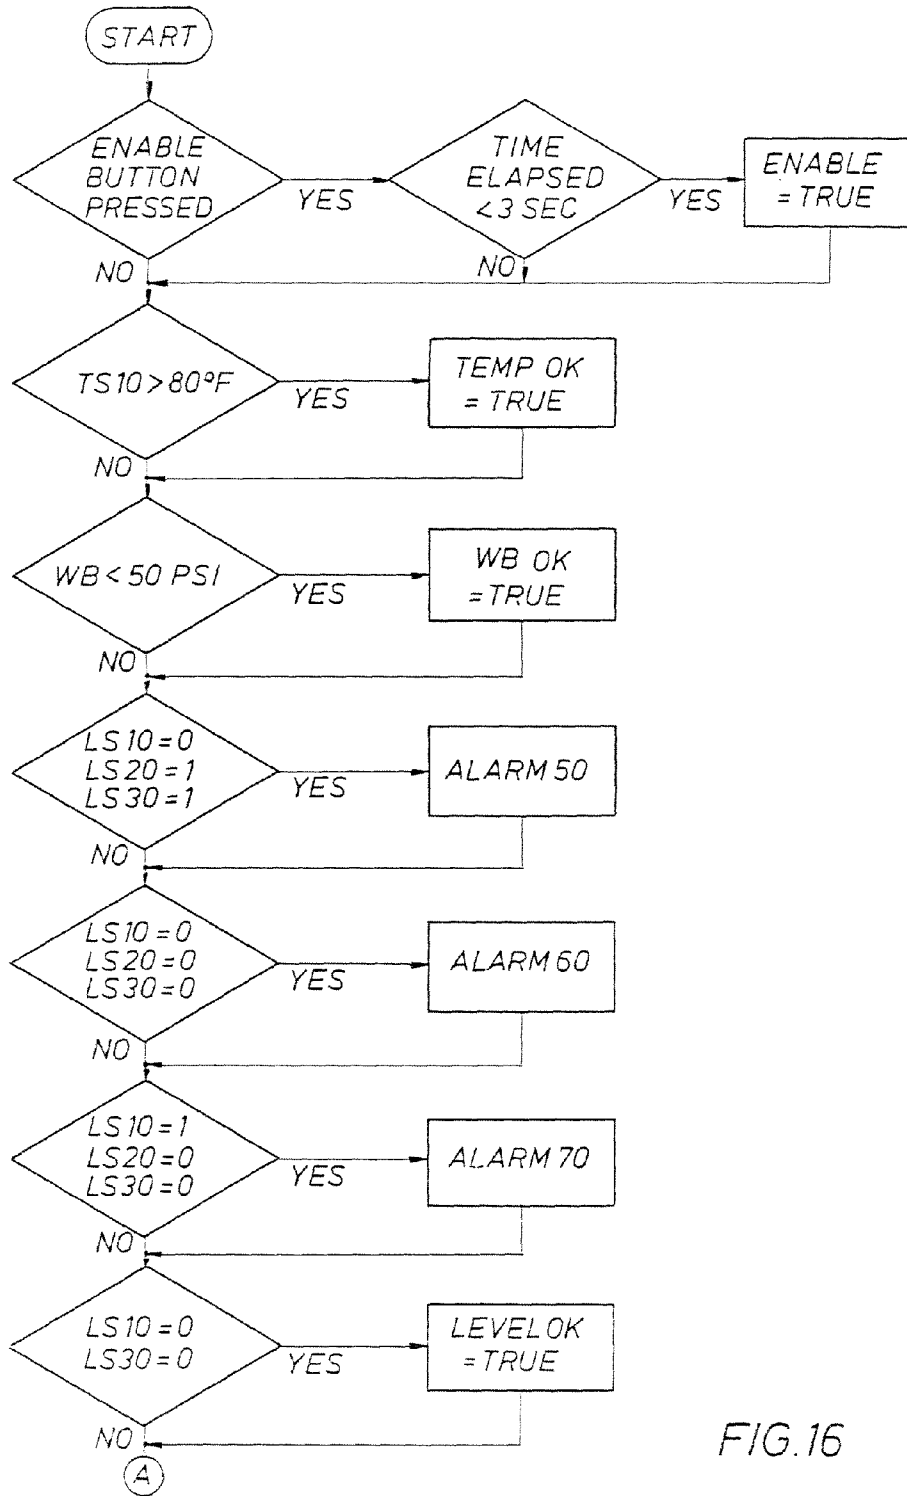 START
ENABLE
BUTTON
PRESSED
YES
TIME
ELAPSED
<3 SEC
YES
ENABLE
=TRUE
NO
NO
TS10>80°F
YES
TEMP OK
=TRUE
NO
WB<50 PSI
YES
WB OK
=TRUE
NO
LS10=0
LS20=1
LS30=1
YES
ALARM 50
NO
LS10=0
LS20=0
LS30=0
YES
ALARM 60
NO
LS10=1
LS20=0
LS30=0
YES
ALARM 70
NO
LS10=0
LS30=0
YES
LEVEL OK
=TRUE
NO
A
FIG.16